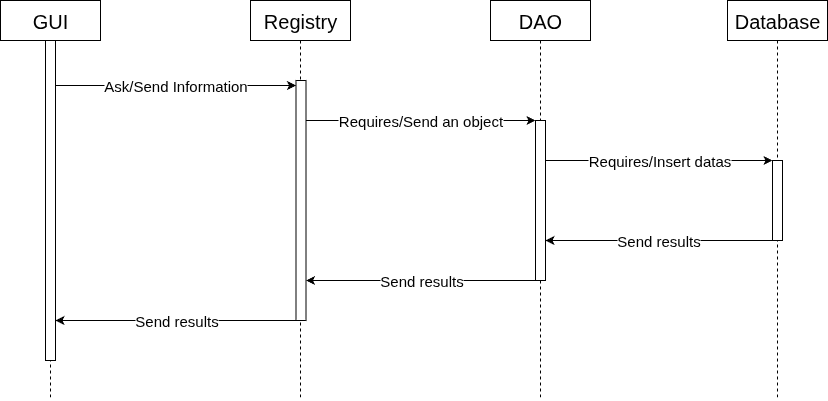 GUI
Registry
DAO
Database
Ask/Send Information
Requires/Send an object
Requires/Insert datas
Send results
Send results
Send results